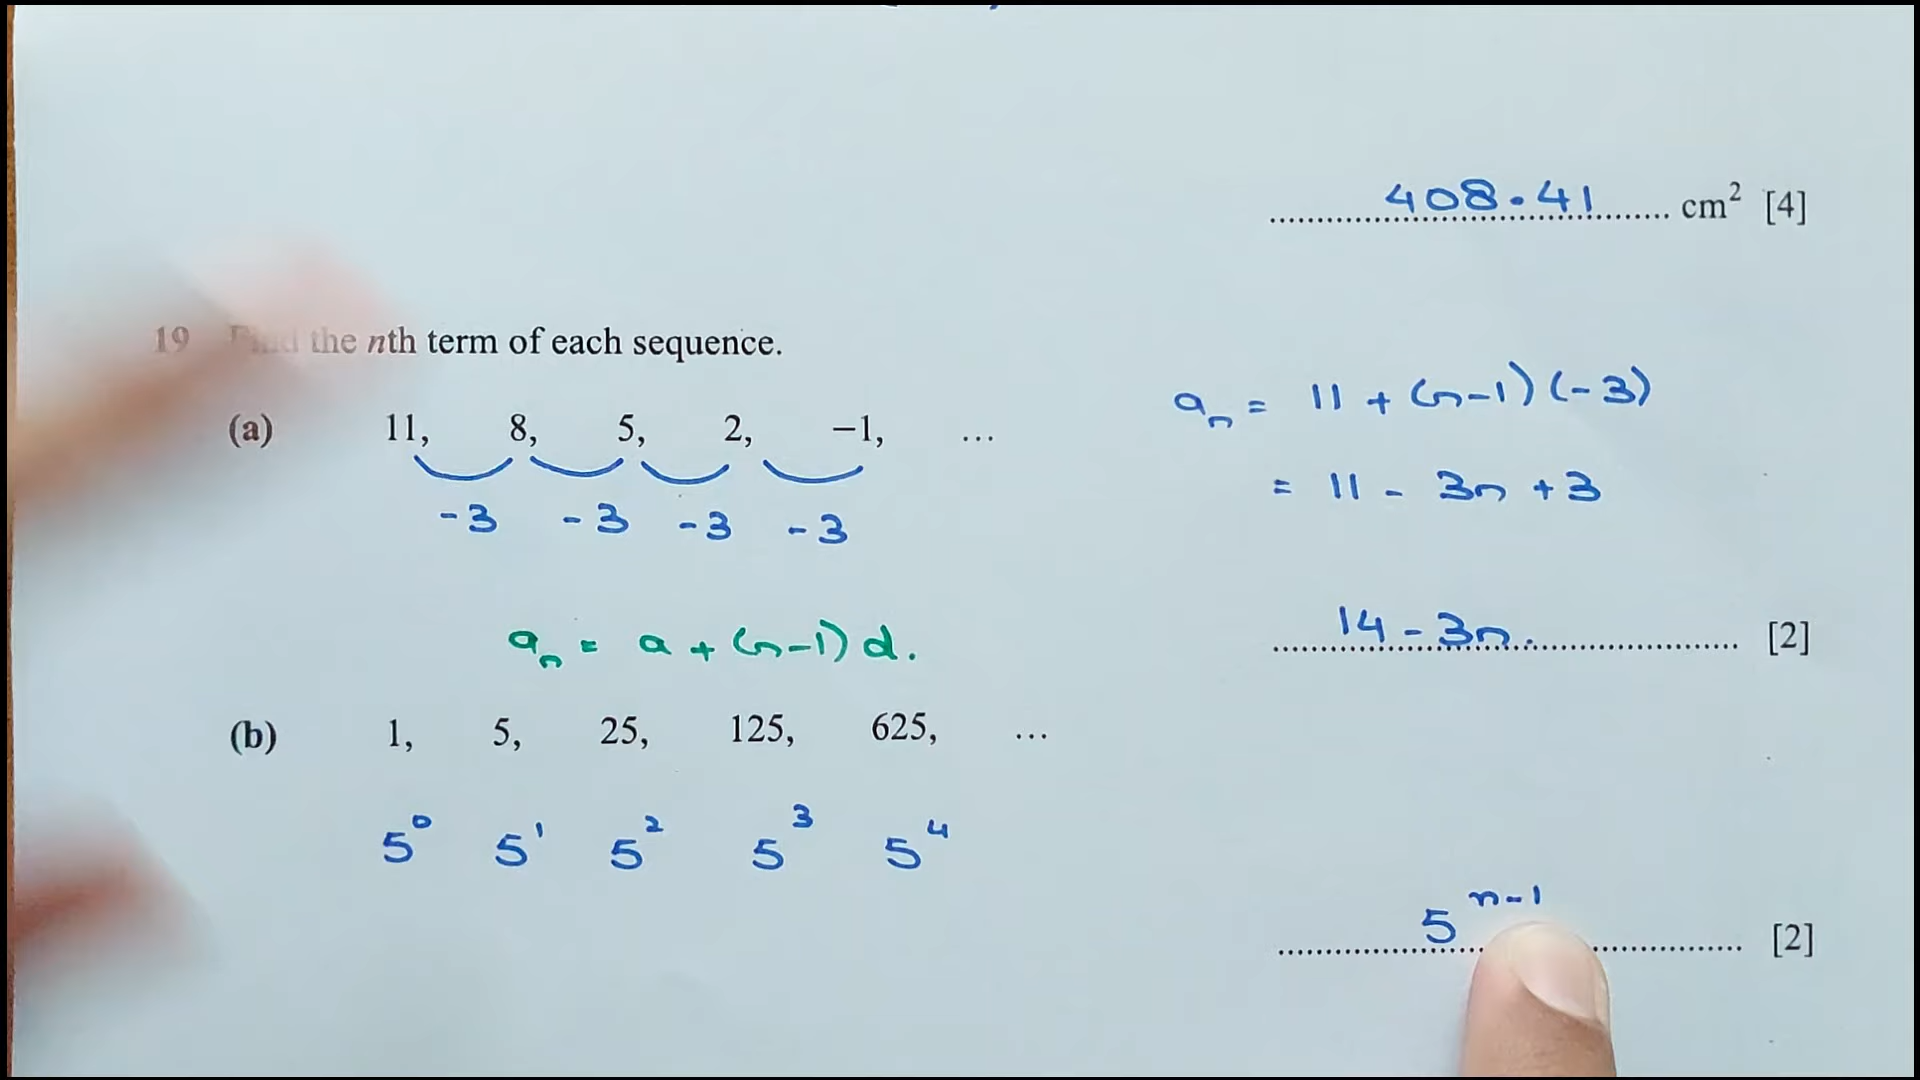 408.41 cm² [4]
19 Find the nth term of each sequence.
aₙ = 11 + (n-1)(-3)
(a) 11, 8, 5, 2, −1, ...
= 11 - 3n + 3
-3 -3 -3 -3
14 - 3n. [2]
aₙ = a + (n-1) d.
(b) 1, 5, 25, 125, 625, ...
5⁰ 5¹ 5² 5³ 5⁴
5ⁿ⁻¹ [2]